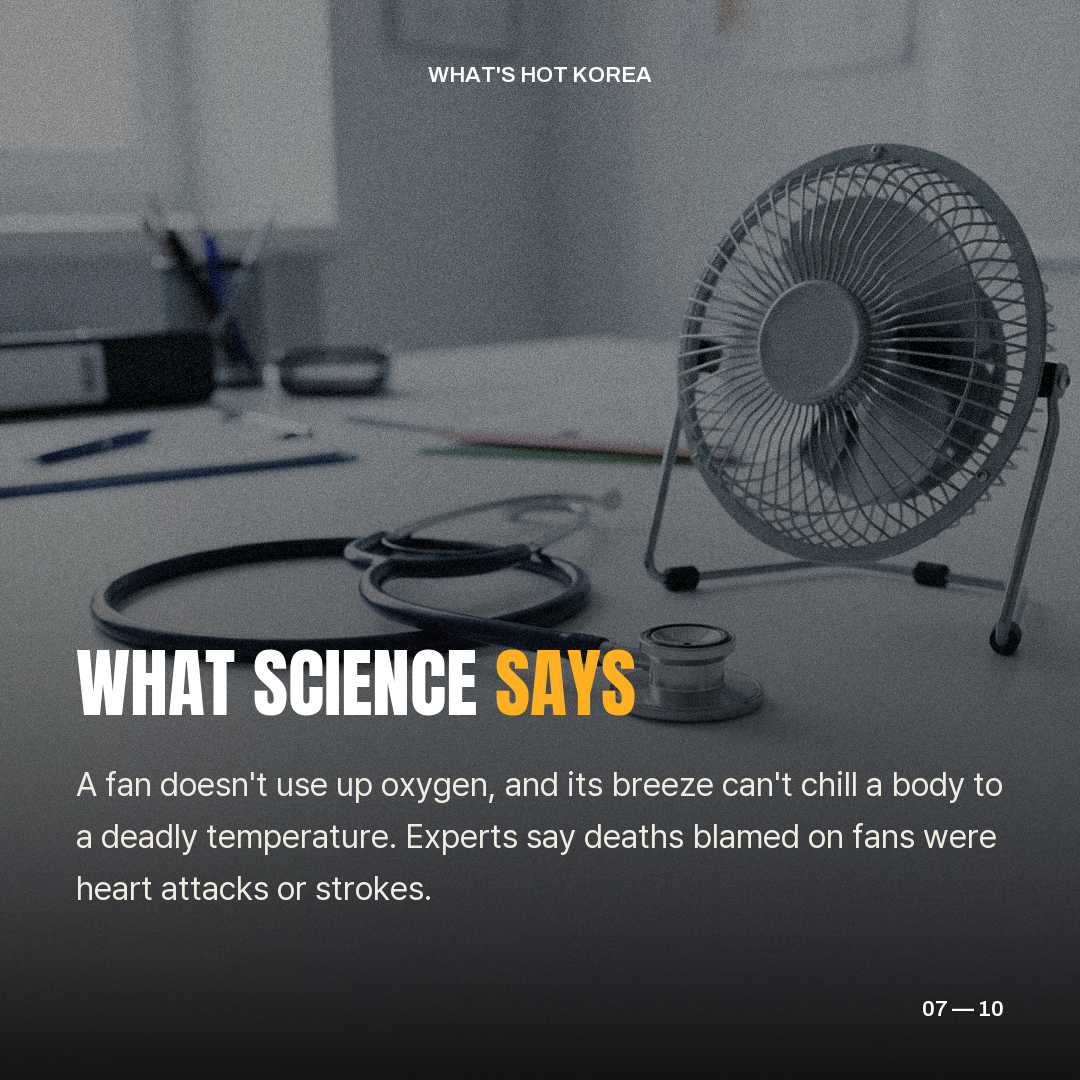 WHAT'S HOT KOREA
WHAT SCIENCE SAYS
A fan doesn't use up oxygen, and its breeze can't chill a body to
a deadly temperature. Experts say deaths blamed on fans were
heart attacks or strokes.
07 — 10